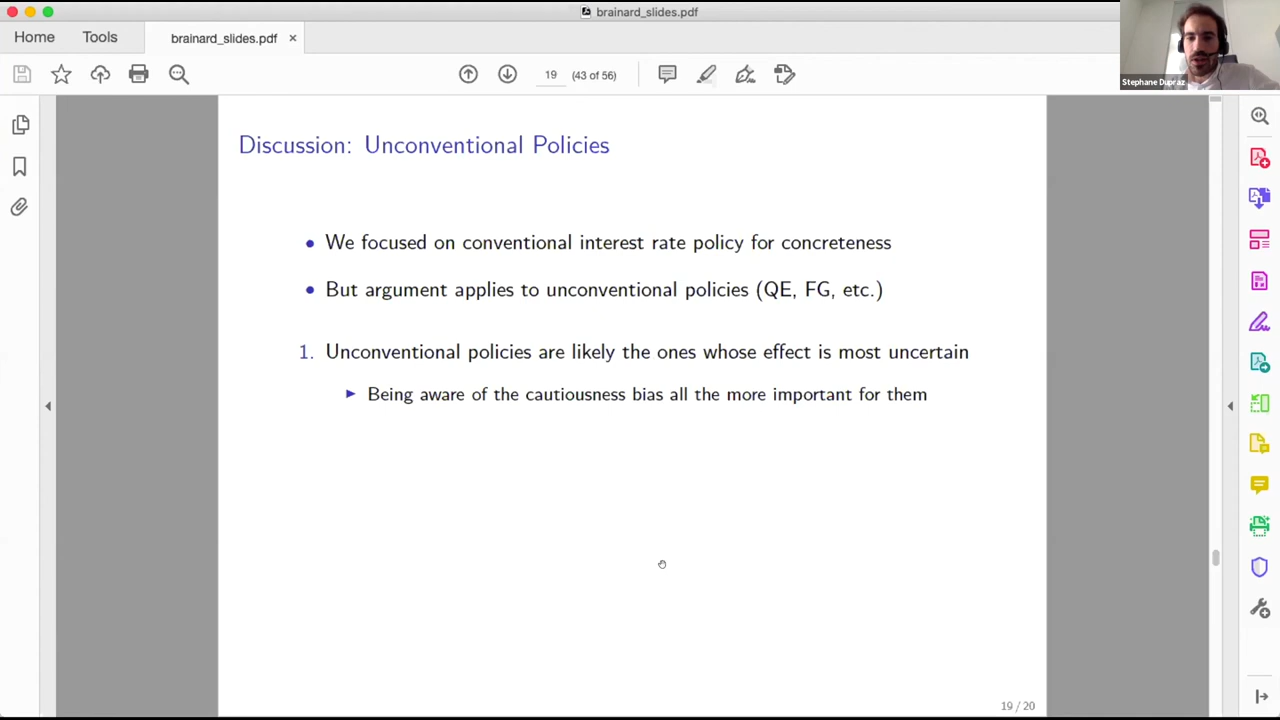 brainard_slides.pdf
Home
Tools
brainard_slides.pdf
19
(43 of 56)
Stephane Dupraz
Discussion: Unconventional Policies
• We focused on conventional interest rate policy for concreteness
• But argument applies to unconventional policies (QE, FG, etc.)
1. Unconventional policies are likely the ones whose effect is most uncertain
▶ Being aware of the cautiousness bias all the more important for them
19 / 20